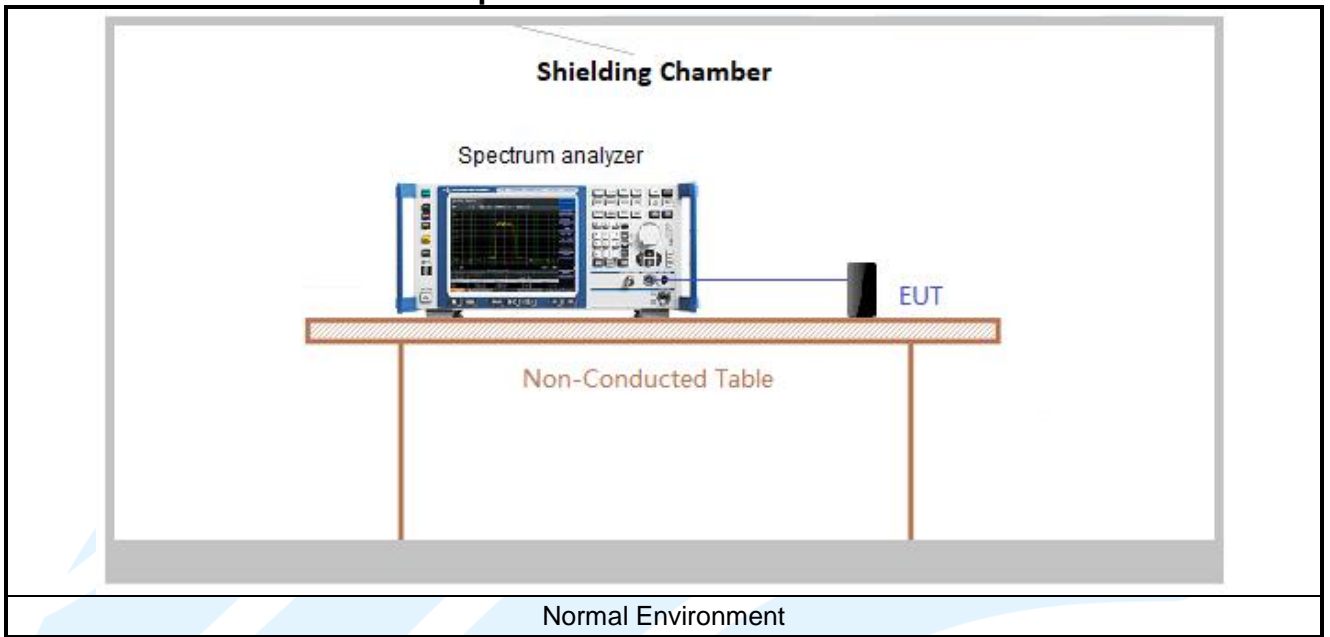 Shielding Chamber
Spectrum analyzer
EUT
Non-Conducted Table
Normal Environment